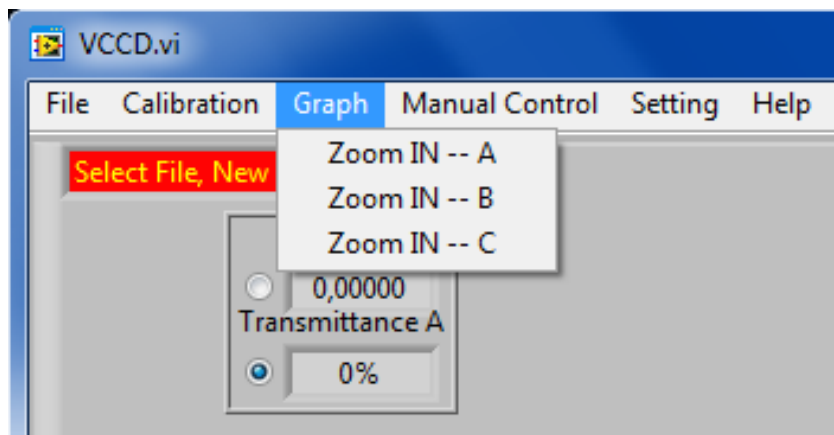 VCCD.vi
File Calibration Graph Manual Control Setting Help
Zoom IN -- A
Select File, New
Zoom IN -- B
Zoom IN -- C
0,00000
Transmittance A
0%